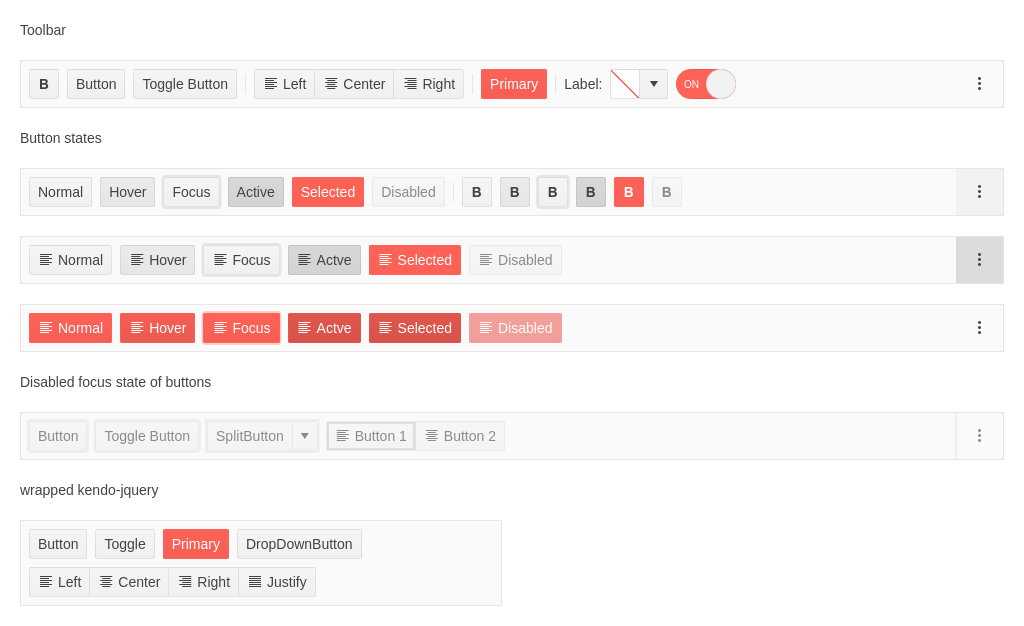 Toolbar
B Button Toggle Button Left Center Right Primary Label: ON
Button states
Normal Hover Focus Active Selected Disabled B B B B B B
Normal Hover Focus Actve Selected Disabled
Normal Hover Focus Actve Selected Disabled
Disabled focus state of buttons
Button Toggle Button SplitButton Button 1 Button 2
wrapped kendo-jquery
Button Toggle Primary DropDownButton
Left Center Right Justify